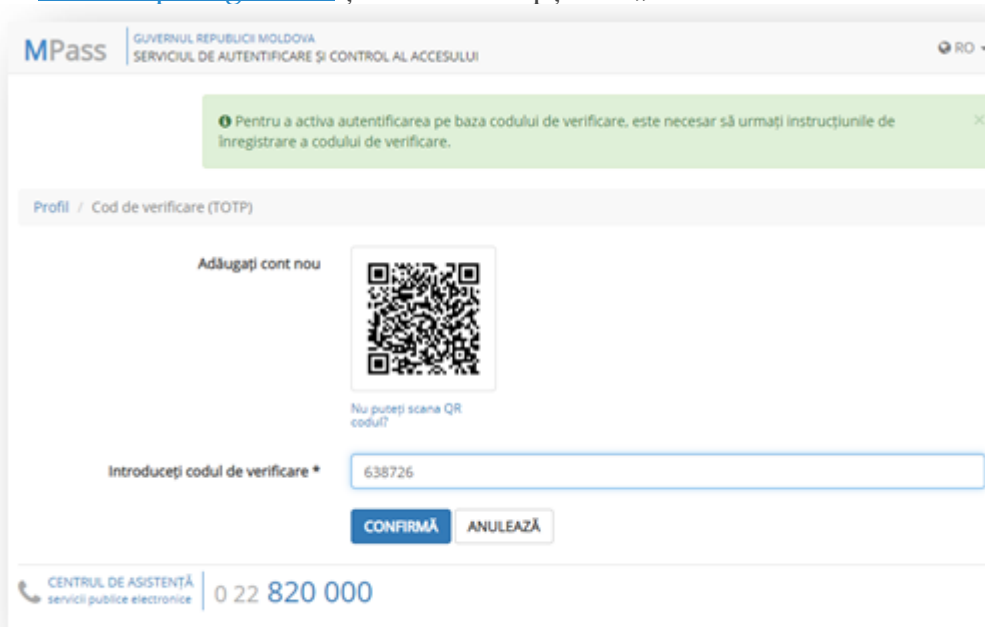 MPass
GUVERNUL REPUBLICII MOLDOVA
SERVICIUL DE AUTENTIFICARE ȘI CONTROL AL ACCESULUI
RO
Pentru a activa autentificarea pe baza codului de verificare, este necesar să urmați instrucțiunile de
înregistrare a codului de verificare.
×
Profil / Cod de verificare (TOTP)
Adăugați cont nou
Nu puteți scana QR
codul?
Introduceți codul de verificare *
638726
CONFIRMĂ
ANULEAZĂ
CENTRUL DE ASISTENȚĂ
servicii publice electronice
0 22 820 000